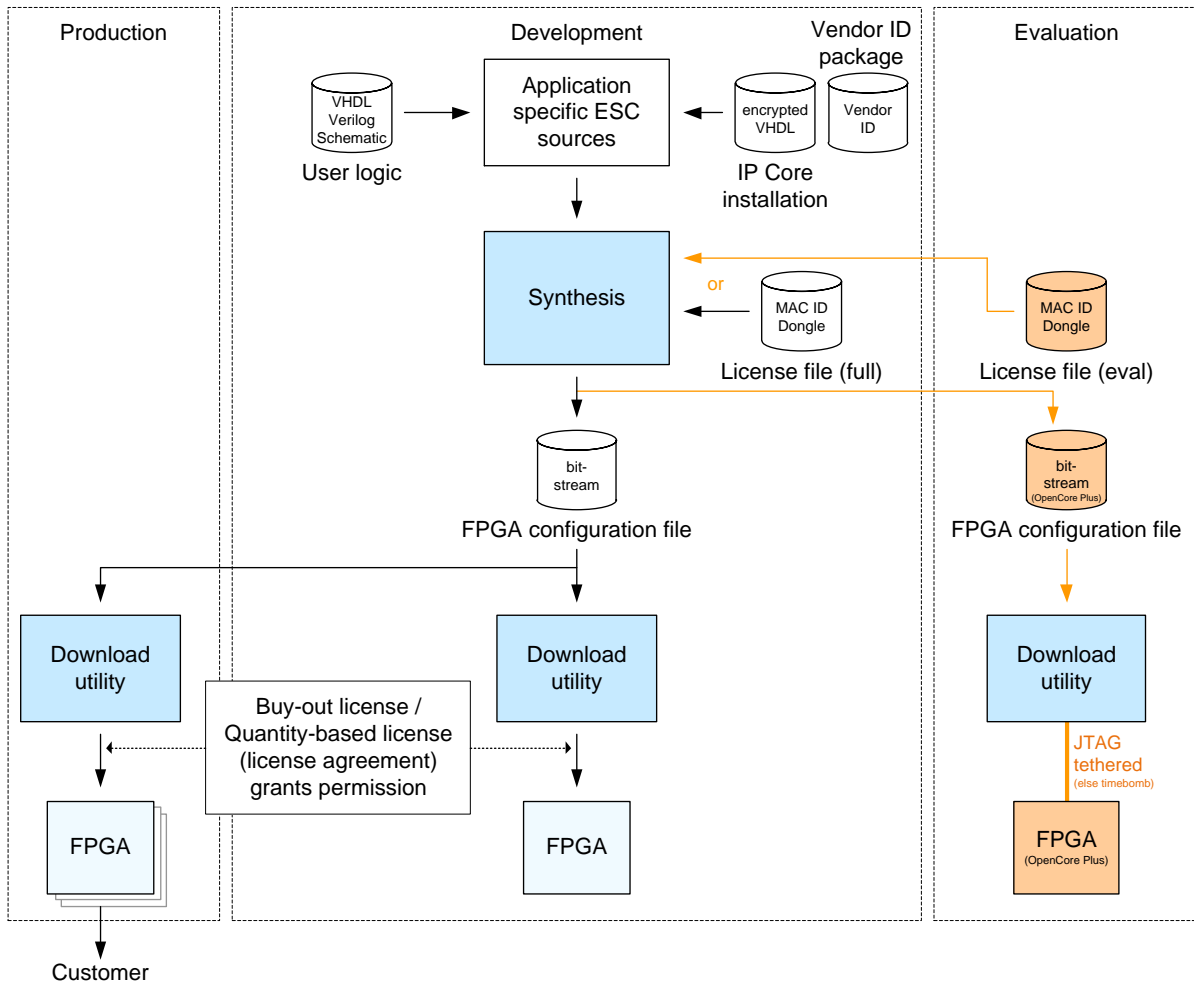 Production
Development
Vendor ID
package
Evaluation
VHDL
Verilog
Schematic
User logic
Application
specific ESC
sources
encrypted
VHDL
Vendor
ID
IP Core
installation
Synthesis
or
MAC ID
Dongle
License file (full)
MAC ID
Dongle
License file (eval)
bit-
stream
FPGA configuration file
bit-
stream
(OpenCore Plus)
FPGA configuration file
Download
utility
Download
utility
Download
utility
Buy-out license /
Quantity-based license
(license agreement)
grants permission
JTAG
tethered
(else timebomb)
FPGA
FPGA
FPGA
(OpenCore Plus)
Customer